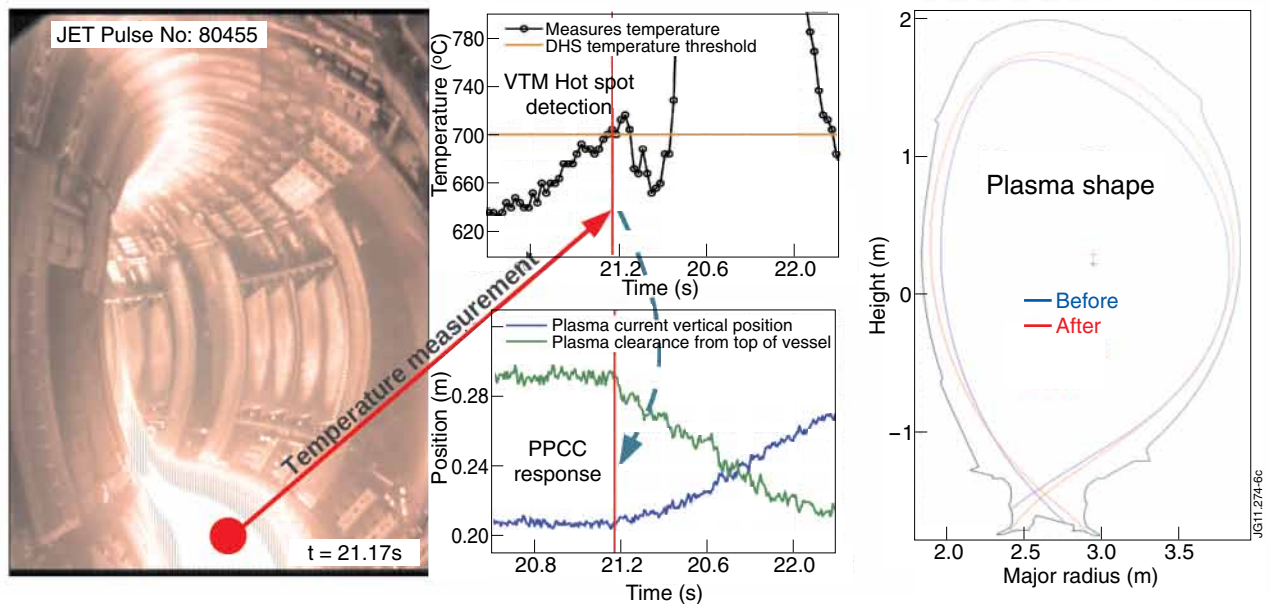 JET Pulse No: 80455
Temperature measurement
t = 21.17s
Temperature (oC)
780
740
700
660
620
Measures temperature
DHS temperature threshold
VTM Hot spot
detection
21.2
20.6
22.0
Time (s)
Position (m)
0.28
0.24
0.20
Plasma current vertical position
Plasma clearance from top of vessel
PPCC
response
20.8
21.2
20.6
22.0
Time (s)
Height (m)
2
1
0
−1
Plasma shape
Before
After
2.0
2.5
3.0
3.5
Major radius (m)
JG11.274-6c